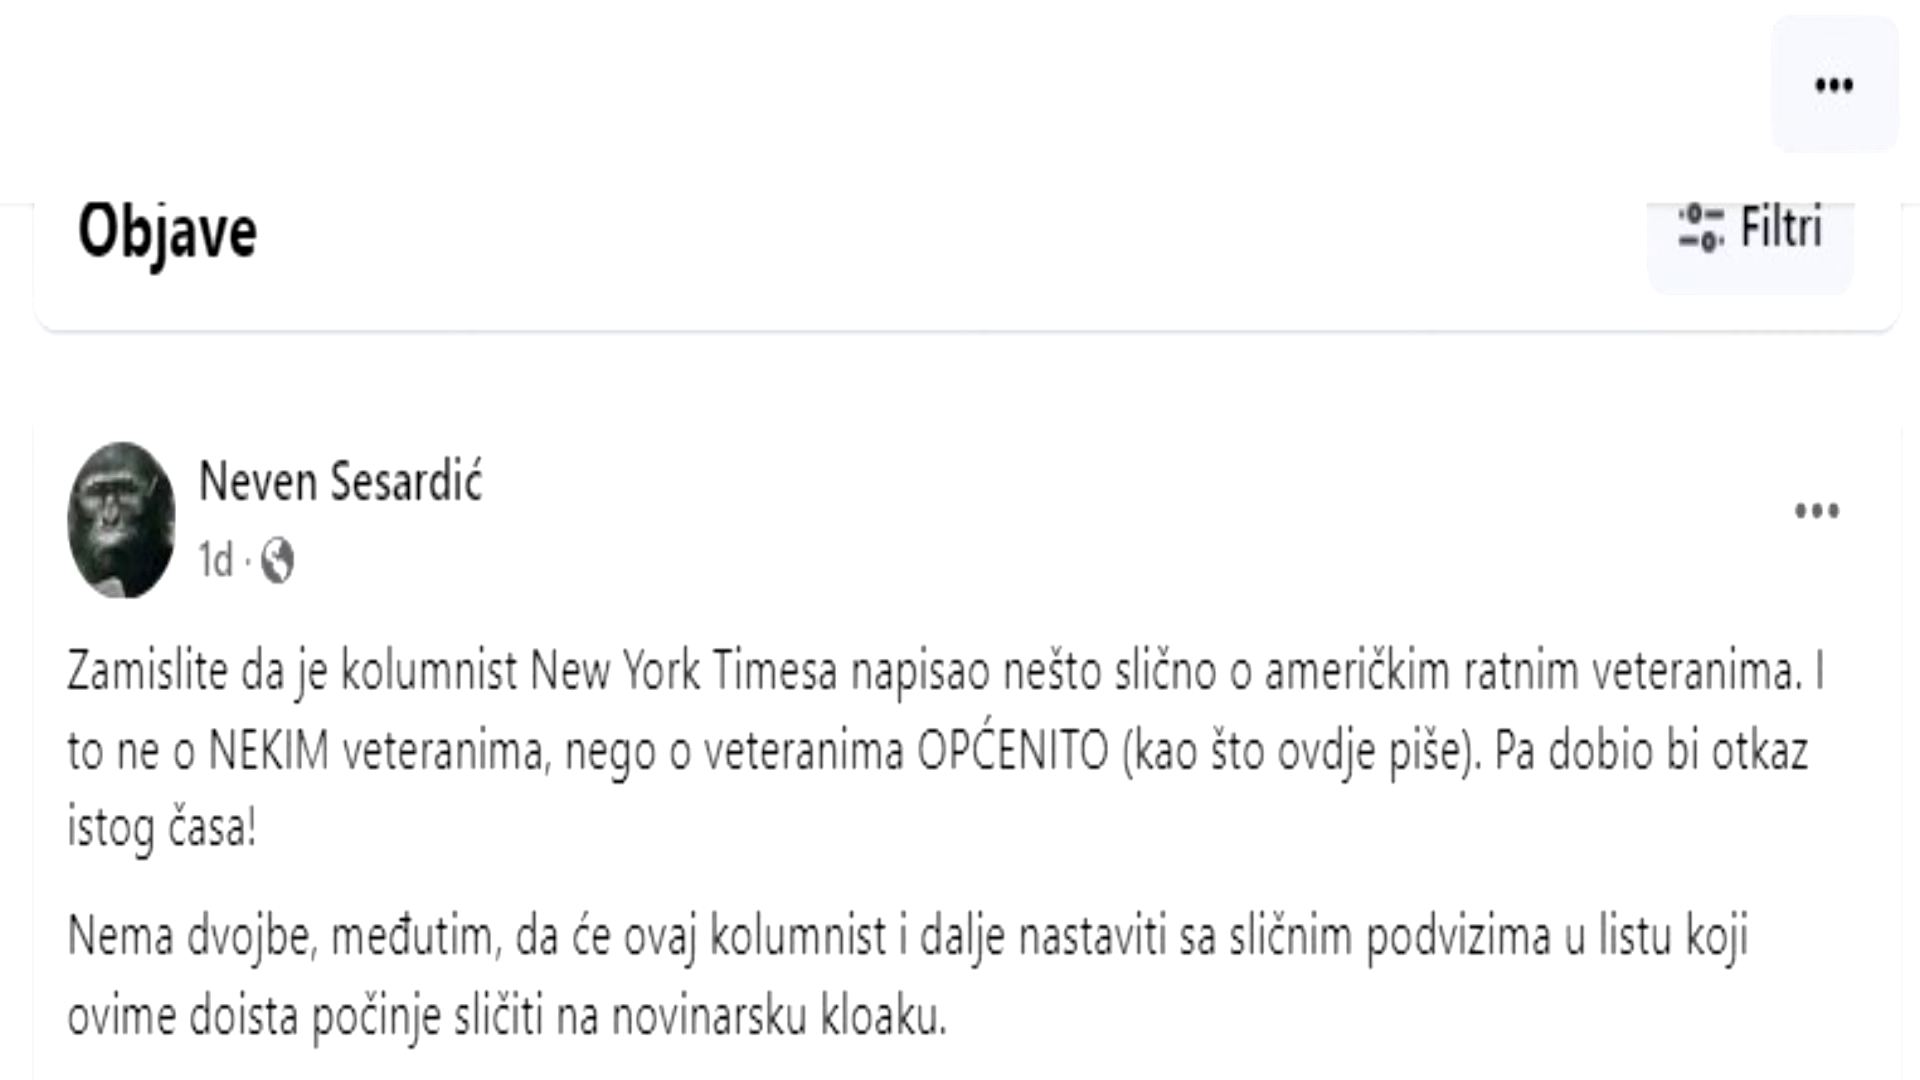 Objave
Filtri
Neven Sesardić
1d ·
Zamislite da je kolumnist New York Timesa napisao nešto slično o američkim ratnim veteranima. I
to ne o NEKIM veteranima, nego o veteranima OPĆENITO (kao što ovdje piše). Pa dobio bi otkaz
istog časa!
Nema dvojbe, međutim, da će ovaj kolumnist i dalje nastaviti sa sličnim podvizima u listu koji
ovime doista počinje sličiti na novinarsku kloaku.